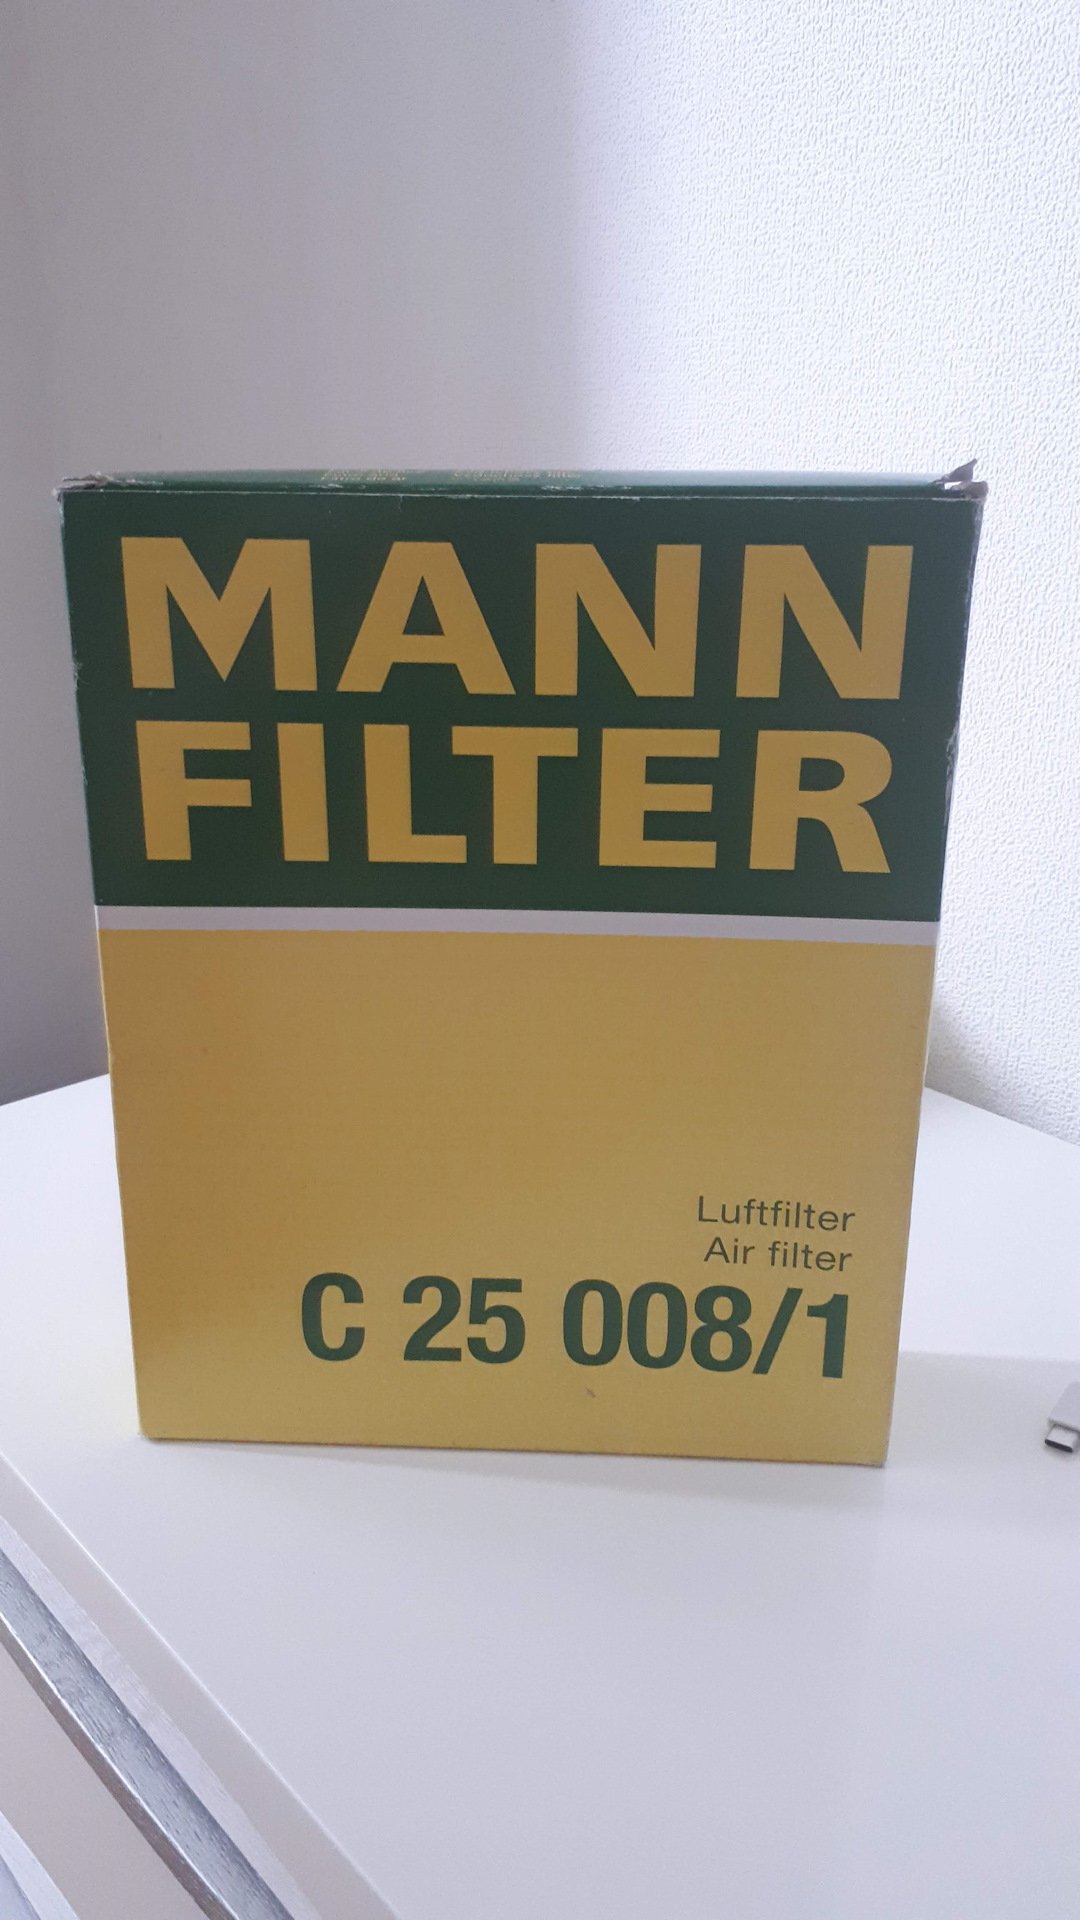 MANN
FILTER
Luftfilter
Air filter
C 25 008/1